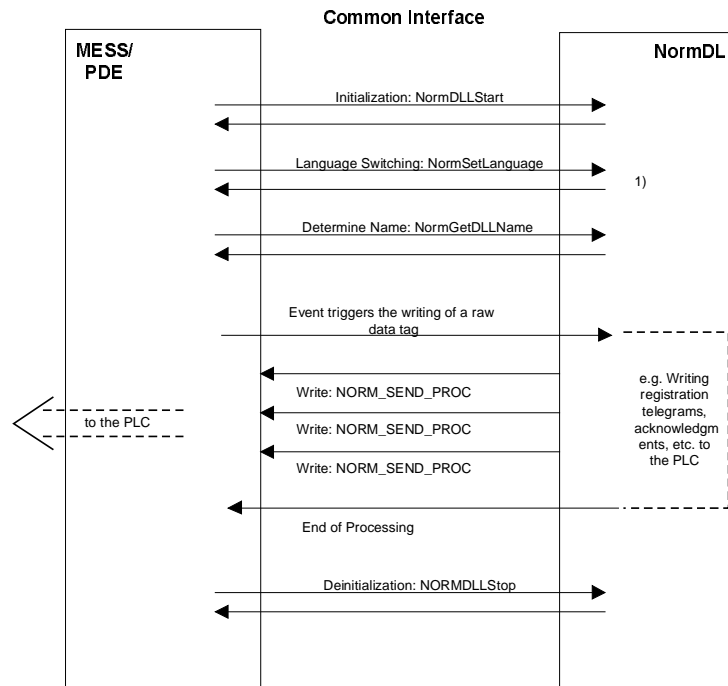 Common Interface
MESS/
PDE
NormDL
Initialization: NormDLLStart
Language Switching: NormSetLanguage
1)
Determine Name: NormGetDLLName
Event triggers the writing of a raw
data tag
e.g. Writing
registration
telegrams,
acknowledgm
ents, etc. to
the PLC
Write: NORM_SEND_PROC
to the PLC
Write: NORM_SEND_PROC
Write: NORM_SEND_PROC
End of Processing
Deinitialization: NORMDLLStop